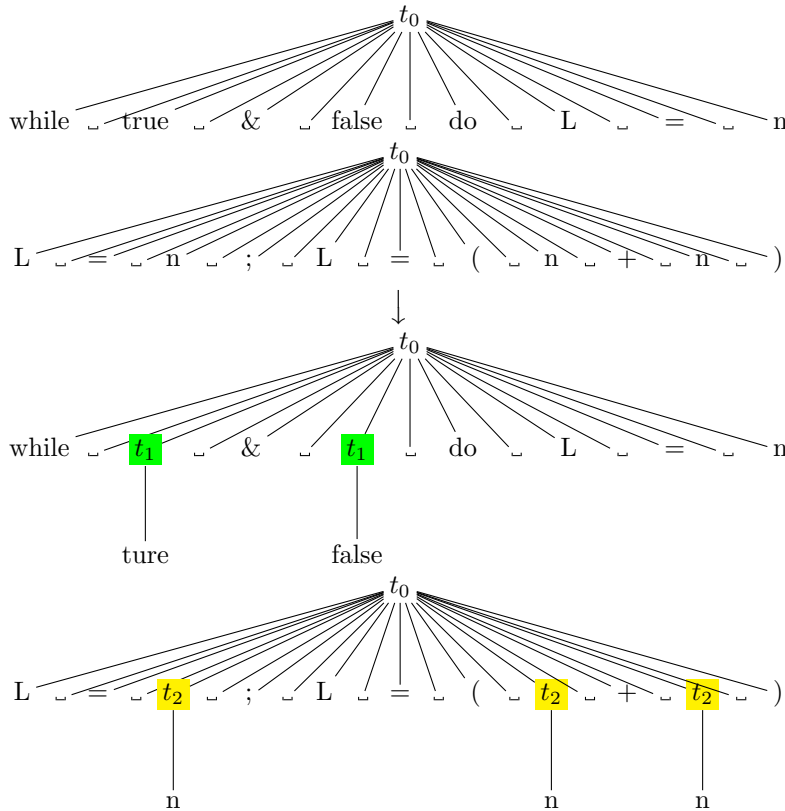 t₀
while ␣ true ␣ & ␣ false ␣ do ␣ L ␣ = ␣ n
t₀
L ␣ = ␣ n ␣ ; ␣ L ␣ = ␣ ( ␣ n ␣ + ␣ n ␣ )
↓
t₀
while ␣ t₁ ␣ & ␣ t₁ ␣ do ␣ L ␣ = ␣ n
ture false
t₀
L ␣ = ␣ t₂ ␣ ; ␣ L ␣ = ␣ ( ␣ t₂ ␣ + ␣ t₂ ␣ )
n n n